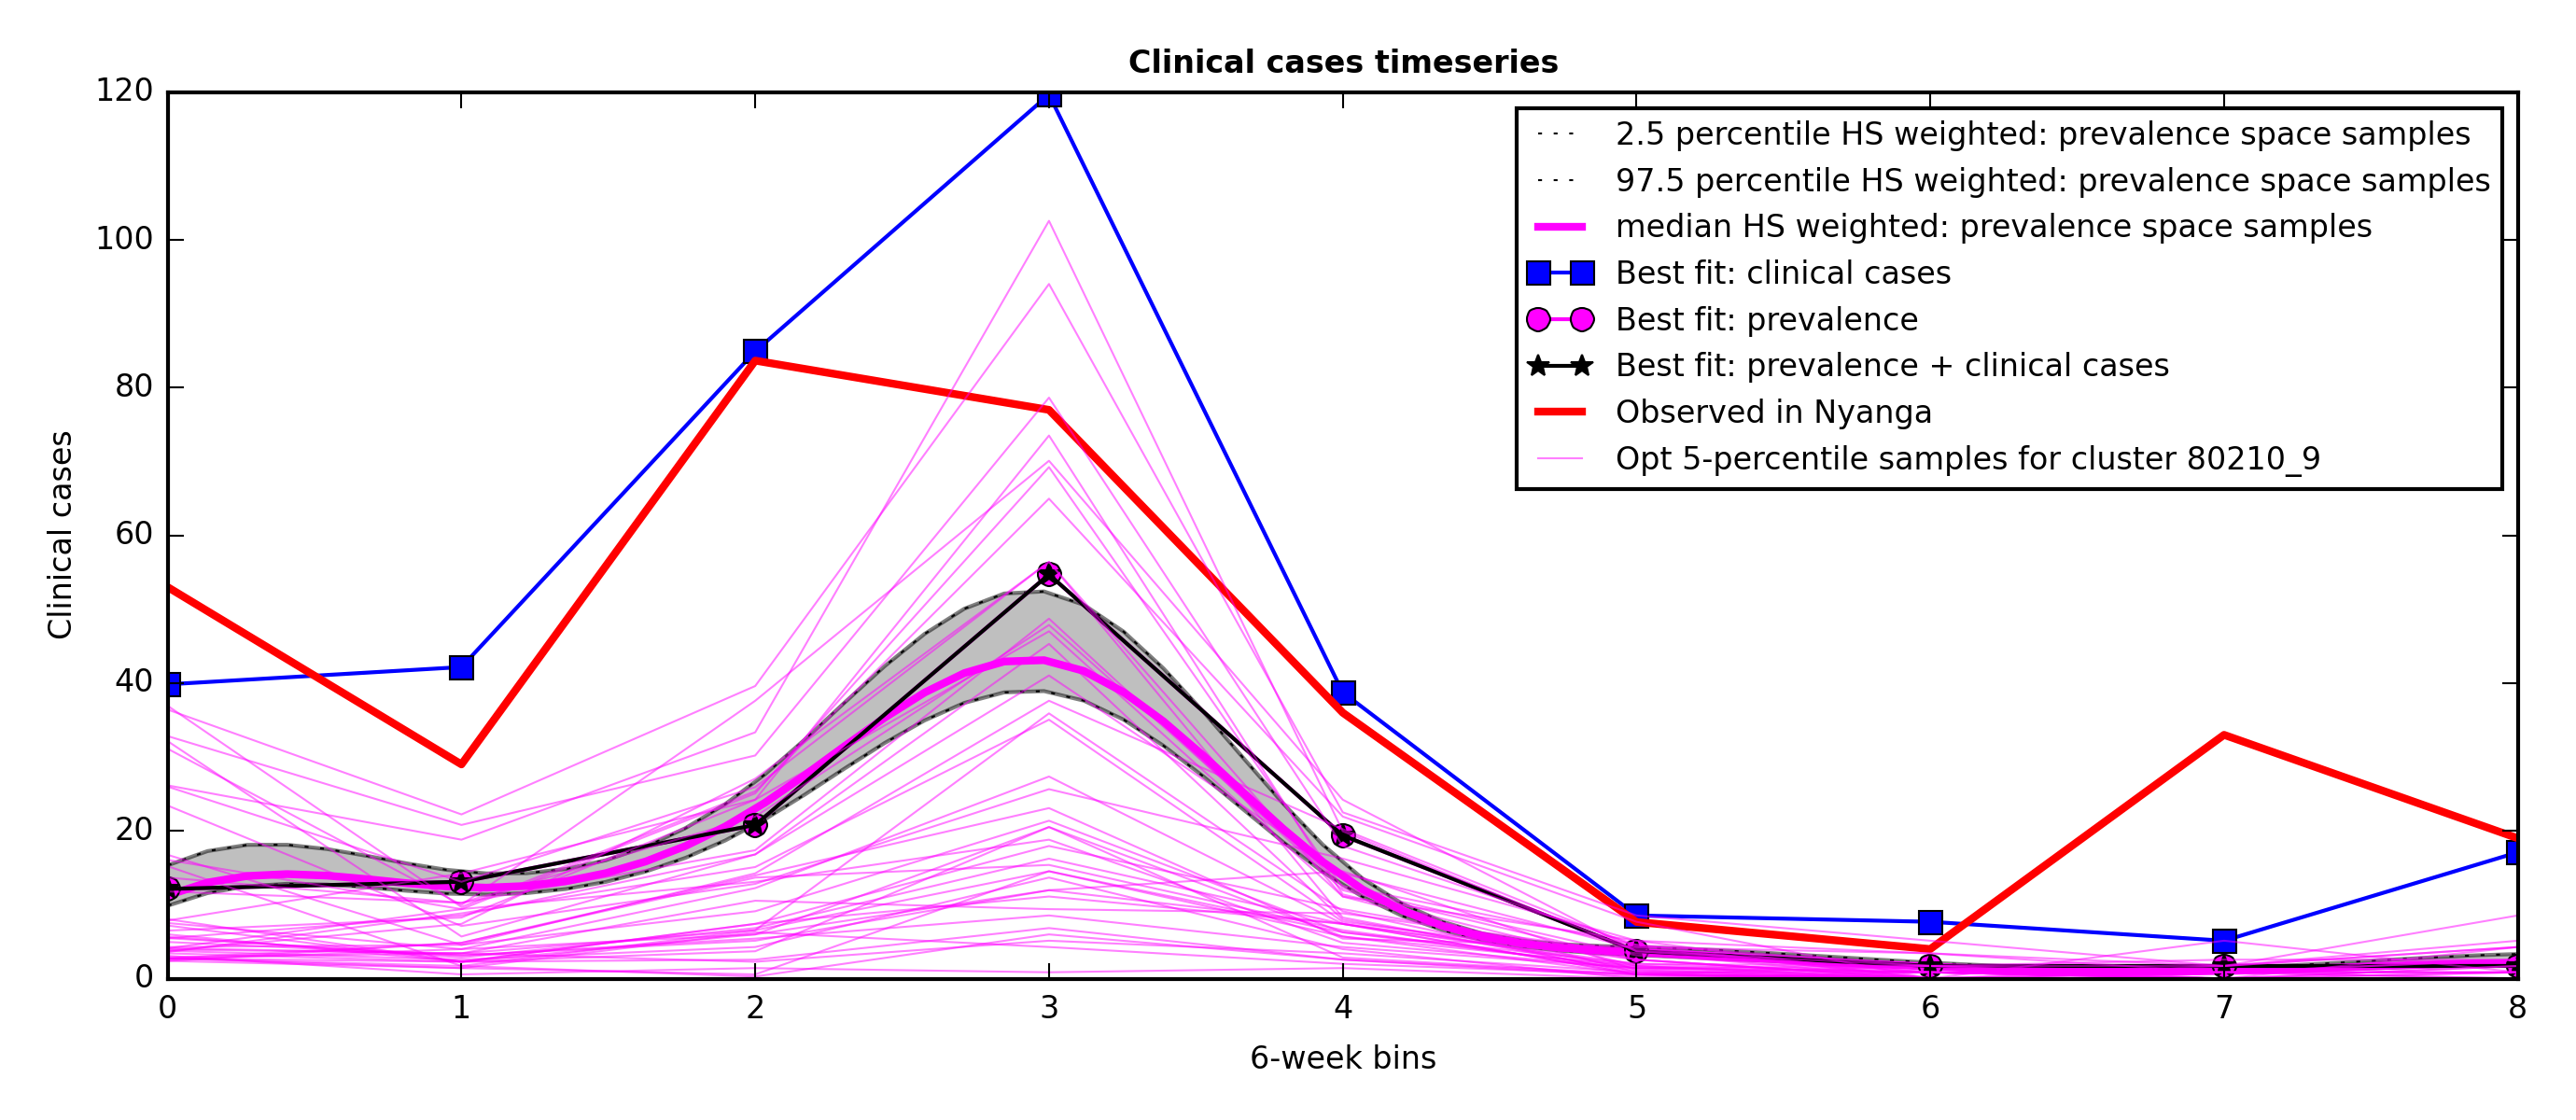 Clinical cases timeseries
120
100
80
60
40
20
0
Clinical cases
2.5 percentile HS weighted: prevalence space samples
97.5 percentile HS weighted: prevalence space samples
median HS weighted: prevalence space samples
Best fit: clinical cases
Best fit: prevalence
Best fit: prevalence + clinical cases
Observed in Nyanga
Opt 5-percentile samples for cluster 80210_9
0 1 2 3 4 5 6 7 8
6-week bins